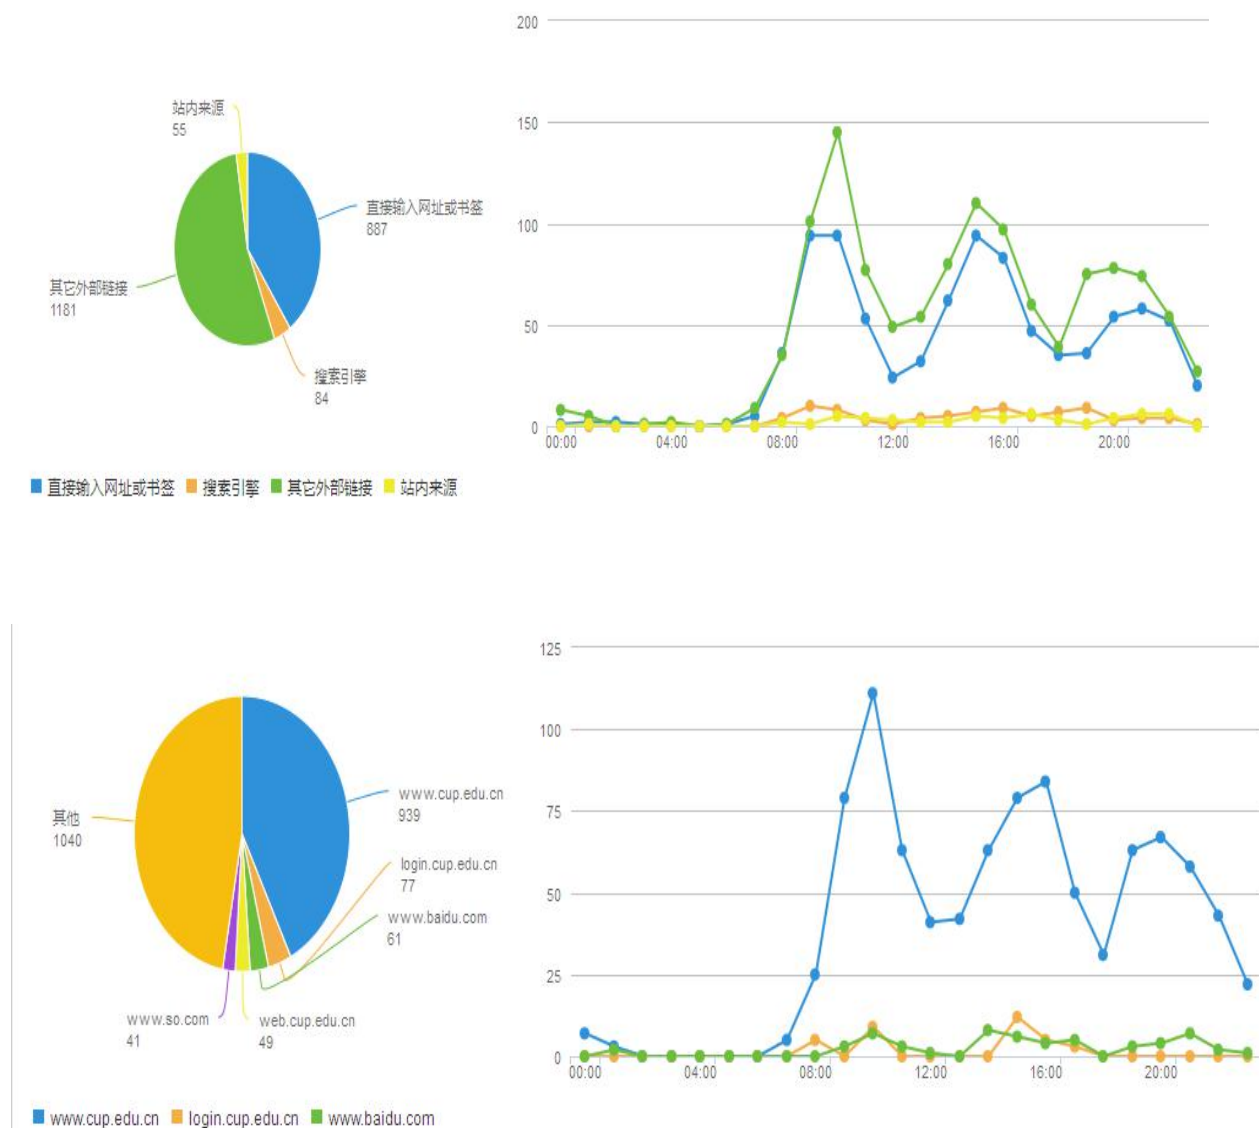 站内来源
55
直接输入网址或书签
887
其它外部链接
1181
搜索引擎
84
200
150
100
50
0
00:00 04:00 08:00 12:00 16:00 20:00
直接输入网址或书签 搜索引擎 其它外部链接 站内来源
其他
1040
www.cup.edu.cn
939
login.cup.edu.cn
77
www.baidu.com
61
www.so.com
41
web.cup.edu.cn
49
125
100
75
50
25
0
00:00 04:00 08:00 12:00 16:00 20:00
www.cup.edu.cn login.cup.edu.cn www.baidu.com